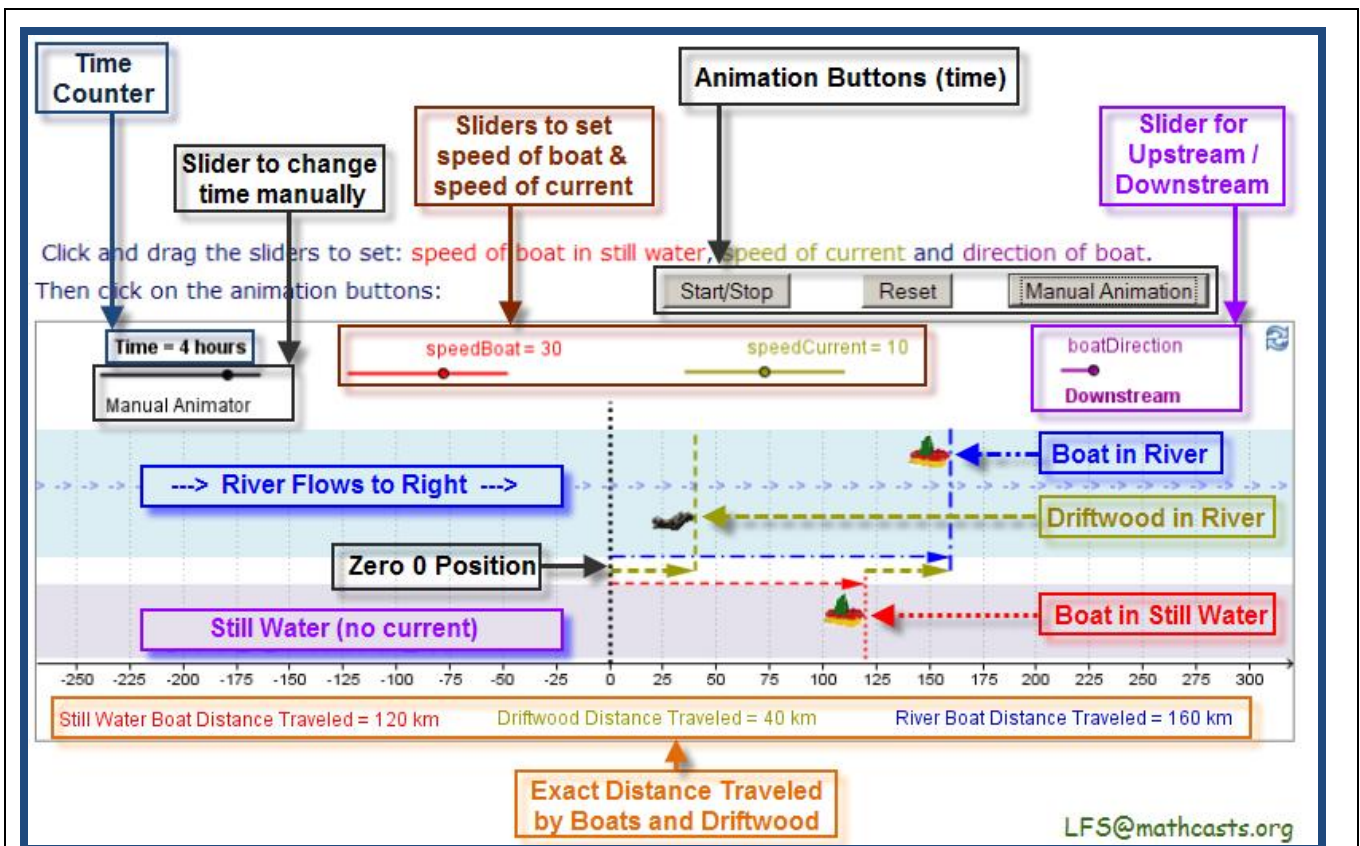 Time
Counter
Animation Buttons (time)
Sliders to set
speed of boat &
speed of current
Slider for
Upstream /
Downstream
Slider to change
time manually
Click and drag the sliders to set: speed of boat in still water, speed of current and direction of boat.
Then click on the animation buttons:
Start/Stop
Reset
Manual Animation
Time = 4 hours
speedBoat = 30
speedCurrent = 10
boatDirection
Manual Animator
Downstream
Boat in River
---> River Flows to Right --->
Driftwood in River
Zero 0 Position
Still Water (no current)
Boat in Still Water
-250 -225 -200 -175 -150 -125 -100 -75 -50 -25 0 25 50 75 100 125 150 175 200 225 250 275 300
Still Water Boat Distance Traveled = 120 km
Driftwood Distance Traveled = 40 km
River Boat Distance Traveled = 160 km
Exact Distance Traveled
by Boats and Driftwood
LFS@mathcasts.org